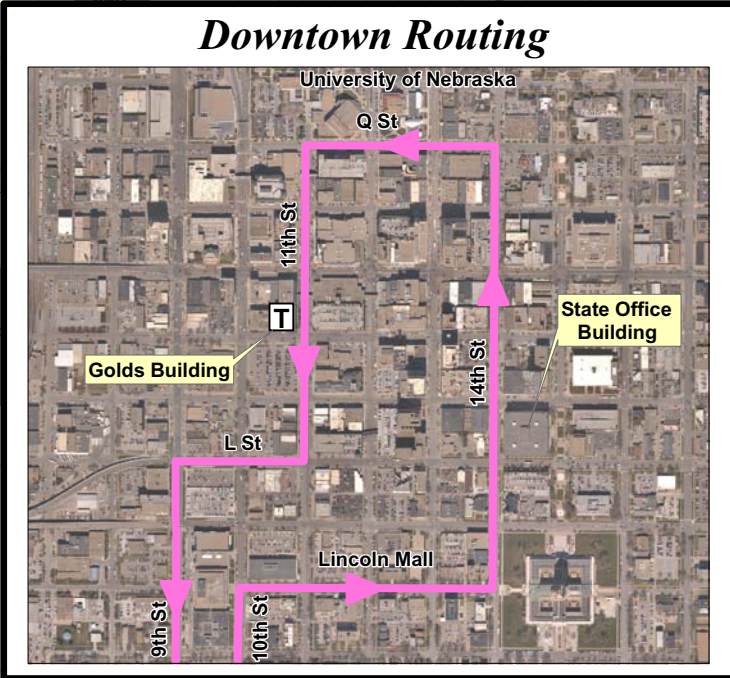 Downtown Routing
University of Nebraska
Q St
11th St
T
State Office
Building
Golds Building
14th St
L St
Lincoln Mall
9th St
10th St